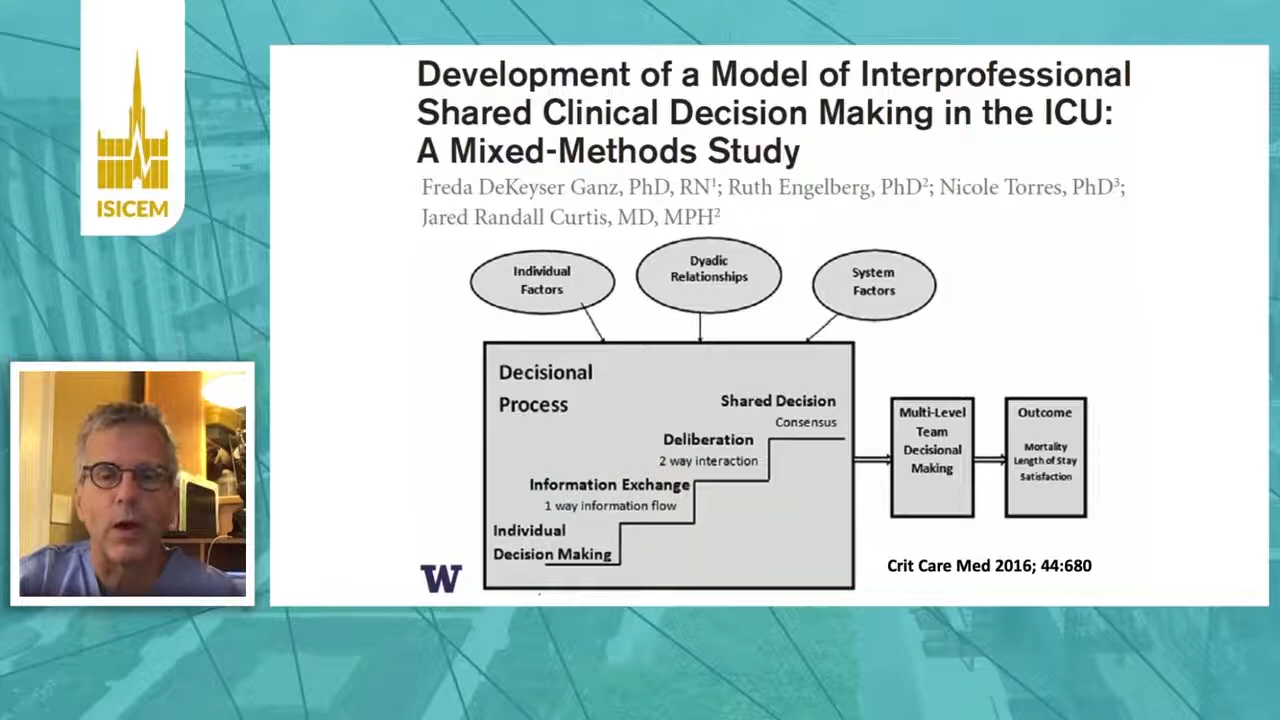 ISICEM
Development of a Model of Interprofessional
Shared Clinical Decision Making in the ICU:
A Mixed-Methods Study
Freda DeKeyser Ganz, PhD, RN¹; Ruth Engelberg, PhD²; Nicole Torres, PhD³;
Jared Randall Curtis, MD, MPH²
Individual
Factors
Dyadic
Relationships
System
Factors
Decisional
Process
Shared Decision
Consensus
Deliberation
2 way interaction
Information Exchange
1 way information flow
Individual
Decision Making
Multi-Level
Team
Decisional
Making
Outcome
Mortality
Length of Stay
Satisfaction
W
Crit Care Med 2016; 44:680